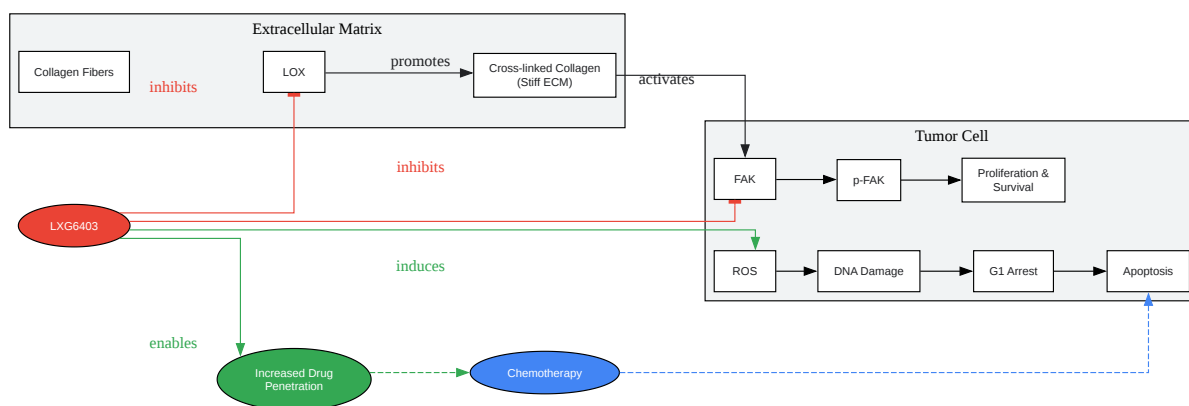 Extracellular Matrix
Collagen Fibers
LOX
promotes
Cross-linked Collagen
(Stiff ECM)
activates
inhibits
Tumor Cell
inhibits
FAK
p-FAK
Proliferation &
Survival
LXG6403
induces
ROS
DNA Damage
G1 Arrest
Apoptosis
enables
Increased Drug
Penetration
Chemotherapy